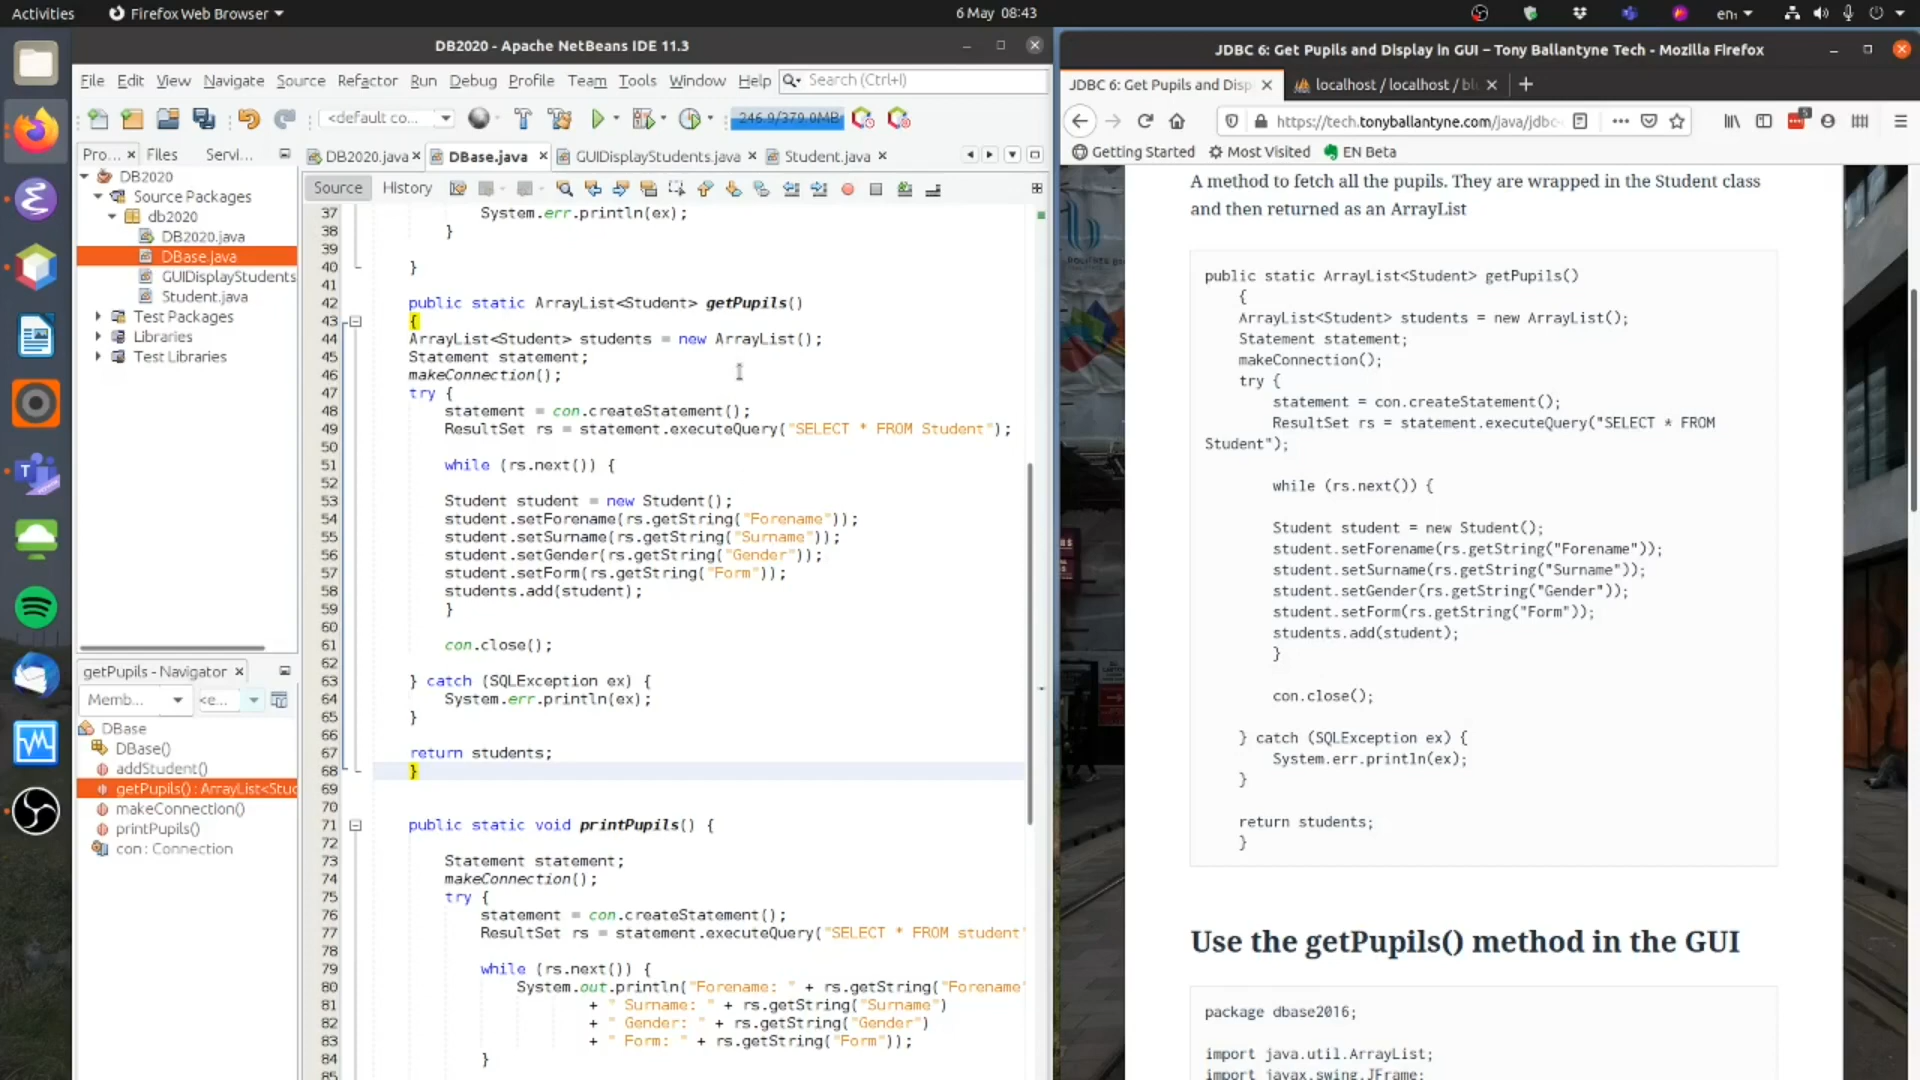 Activities
Firefox Web Browser
6 May 08:43
en₁
DB2020 - Apache NetBeans IDE 11.3
File Edit View Navigate Source Refactor Run Debug Profile Team Tools Window Help
Search (Ctrl+I)
<default co...
246.9/379.0MB
Pro... Files Servi...
DB2020
Source Packages
db2020
DB2020.java
DBase.java
GUIDisplayStudents
Student.java
Test Packages
Libraries
Test Libraries
getPupils - Navigator
Memb...
<e...
DBase
DBase()
addStudent()
getPupils() : ArrayList<Stud
makeConnection()
printPupils()
con : Connection
DB2020.java
DBase.java
GUIDisplayStudents.java
Student.java
Source
History
37 System.err.println(ex);
38 }
39
40 }
41
42 public static ArrayList<Student> getPupils()
43 {
44 ArrayList<Student> students = new ArrayList();
45 Statement statement;
46 makeConnection();
47 try {
48 statement = con.createStatement();
49 ResultSet rs = statement.executeQuery("SELECT * FROM Student");
50
51 while (rs.next()) {
52
53 Student student = new Student();
54 student.setForename(rs.getString("Forename"));
55 student.setSurname(rs.getString("Surname"));
56 student.setGender(rs.getString("Gender"));
57 student.setForm(rs.getString("Form"));
58 students.add(student);
59 }
60
61 con.close();
62
63 } catch (SQLException ex) {
64 System.err.println(ex);
65 }
66
67 return students;
68 }
69
70
71 public static void printPupils() {
72
73 Statement statement;
74 makeConnection();
75 try {
76 statement = con.createStatement();
77 ResultSet rs = statement.executeQuery("SELECT * FROM student"
78
79 while (rs.next()) {
80 System.out.println("Forename: " + rs.getString("Forename"
81 + " Surname: " + rs.getString("Surname")
82 + " Gender: " + rs.getString("Gender")
83 + " Form: " + rs.getString("Form"));
84 }
85
JDBC 6: Get Pupils and Display in GUI – Tony Ballantyne Tech - Mozilla Firefox
JDBC 6: Get Pupils and Disp
localhost / localhost / bl
https://tech.tonyballantyne.com/java/jdbc-
Getting Started
Most Visited
EN Beta
A method to fetch all the pupils. They are wrapped in the Student class
and then returned as an ArrayList
public static ArrayList<Student> getPupils()
{
ArrayList<Student> students = new ArrayList();
Statement statement;
makeConnection();
try {
statement = con.createStatement();
ResultSet rs = statement.executeQuery("SELECT * FROM
Student");
while (rs.next()) {
Student student = new Student();
student.setForename(rs.getString("Forename"));
student.setSurname(rs.getString("Surname"));
student.setGender(rs.getString("Gender"));
student.setForm(rs.getString("Form"));
students.add(student);
}
con.close();
} catch (SQLException ex) {
System.err.println(ex);
}
return students;
}
Use the getPupils() method in the GUI
package dbase2016;
import java.util.ArrayList;
import javax.swing.JFrame;